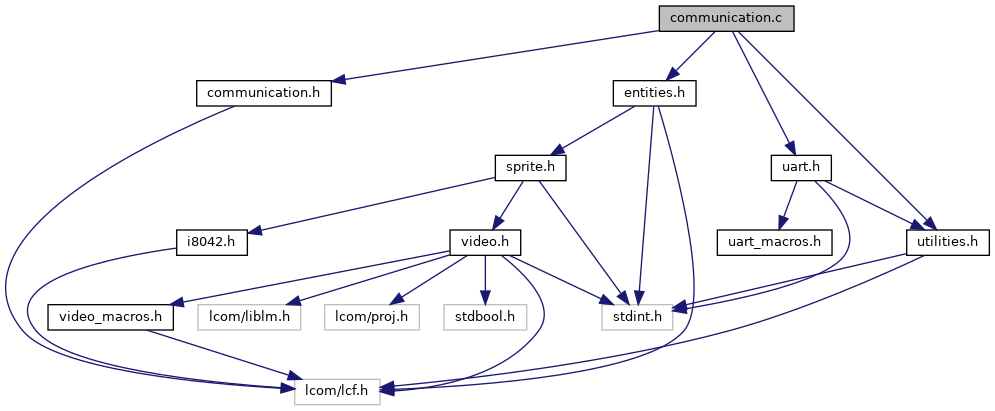 communication.c
communication.h
entities.h
sprite.h
uart.h
i8042.h
video.h
uart_macros.h
utilities.h
video_macros.h
lcom/liblm.h
lcom/proj.h
stdbool.h
stdint.h
lcom/lcf.h